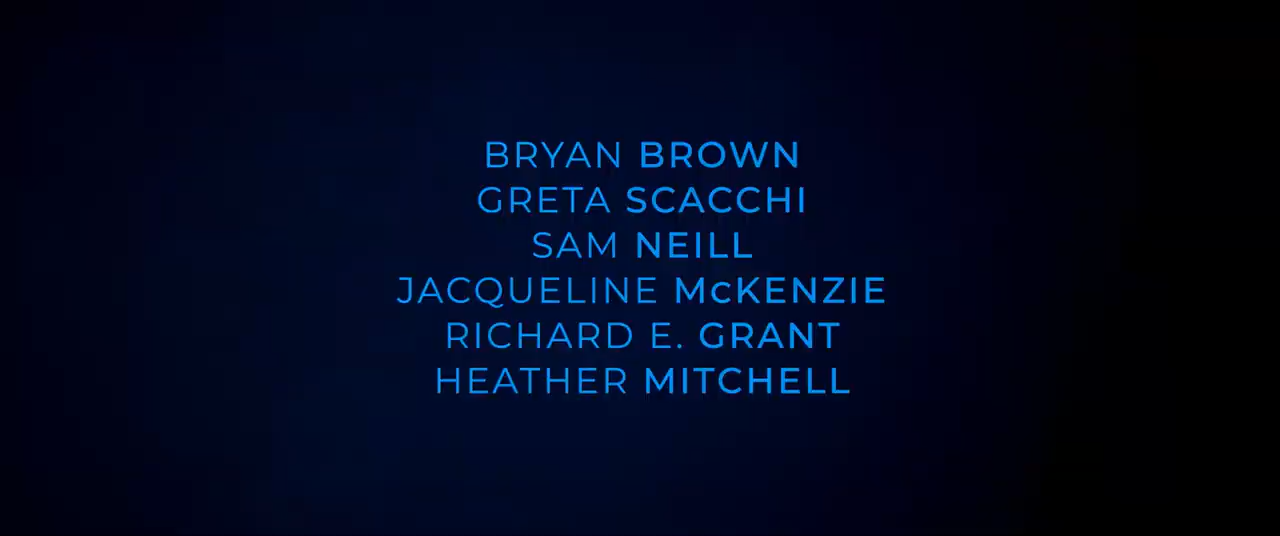 BRYAN BROWN
GRETA SCACCHI
SAM NEILL
JACQUELINE McKENZIE
RICHARD E. GRANT
HEATHER MITCHELL